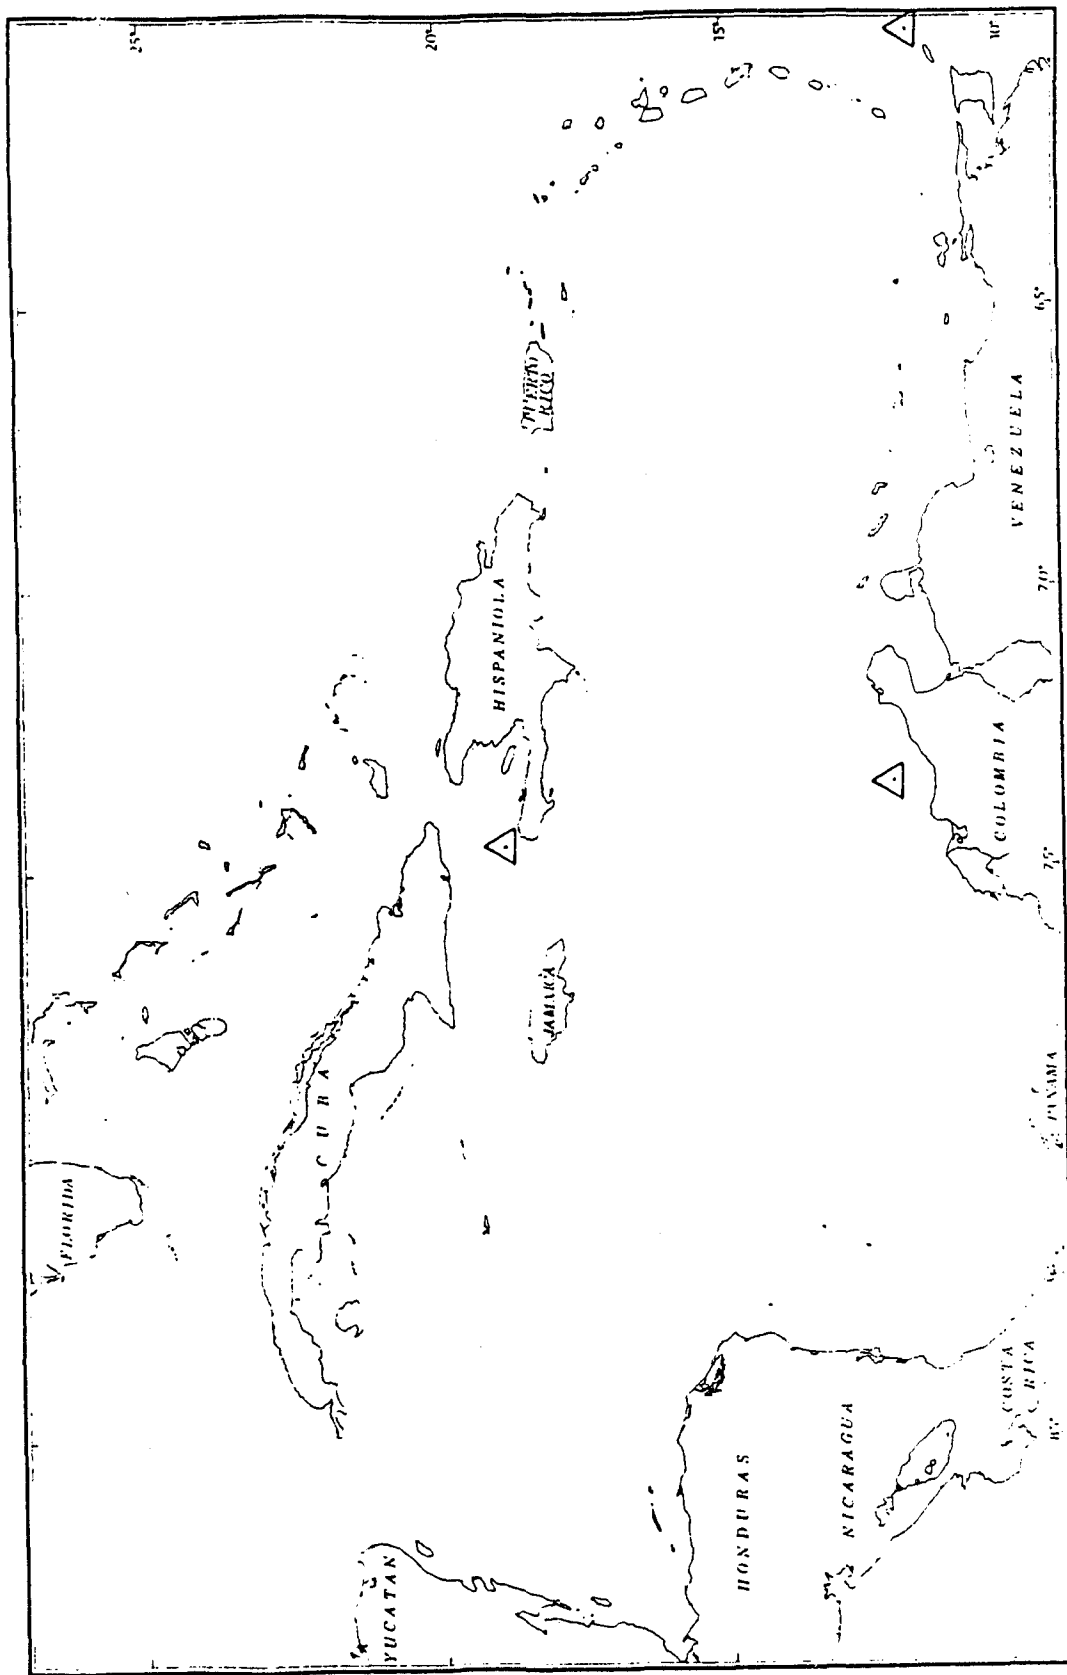 25°
20°
15°
10°
FLORIDA
CUBA
HISPANIOLA
PUERTO
RICO
JAMAICA
YUCATAN
HONDURAS
NICARAGUA
COSTA
RICA
PANAMA
COLOMBIA
VENEZUELA
85°
75°
70°
65°